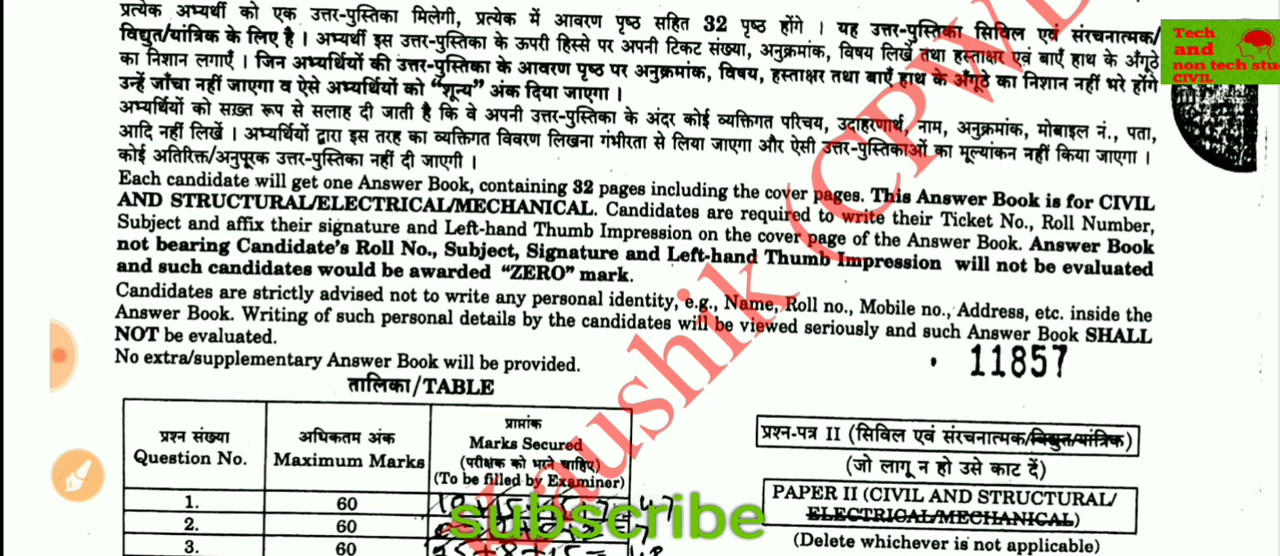 प्रत्येक अभ्यर्थी को एक उत्तर-पुस्तिका मिलेगी, प्रत्येक में आवरण पृष्ठ सहित 32 पृष्ठ होंगे । यह उत्तर-पुस्तिका सिविल एवं संरचनात्मक/
विद्युत/यांत्रिक के लिए है । अभ्यर्थी इस उत्तर-पुस्तिका के ऊपरी हिस्से पर अपनी टिकट संख्या, अनुक्रमांक, विषय लिखें तथा हस्ताक्षर एवं बाएँ हाथ के अँगूठे
का निशान लगाएँ । जिन अभ्यर्थियों की उत्तर-पुस्तिका के आवरण पृष्ठ पर अनुक्रमांक, विषय, हस्ताक्षर तथा बाएँ हाथ के अँगूठे का निशान नहीं भरे होंगे
उन्हें जाँचा नहीं जाएगा व ऐसे अभ्यर्थियों को “शून्य” अंक दिया जाएगा ।
अभ्यर्थियों को सख़्त रूप से सलाह दी जाती है कि वे अपनी उत्तर-पुस्तिका के अंदर कोई व्यक्तिगत परिचय, उदाहरणार्थ, नाम, अनुक्रमांक, मोबाइल नं., पता,
आदि नहीं लिखें । अभ्यर्थियों द्वारा इस तरह का व्यक्तिगत विवरण लिखना गंभीरता से लिया जाएगा और ऐसी उत्तर-पुस्तिकाओं का मूल्यांकन नहीं किया जाएगा ।
कोई अतिरिक्त/अनुपूरक उत्तर-पुस्तिका नहीं दी जाएगी ।
Each candidate will get one Answer Book, containing 32 pages including the cover pages. This Answer Book is for CIVIL
AND STRUCTURAL/ELECTRICAL/MECHANICAL. Candidates are required to write their Ticket No., Roll Number,
Subject and affix their signature and Left-hand Thumb Impression on the cover page of the Answer Book. Answer Book
not bearing Candidate's Roll No., Subject, Signature and Left-hand Thumb Impression will not be evaluated
and such candidates would be awarded “ZERO” mark.
Candidates are strictly advised not to write any personal identity, e.g., Name, Roll no., Mobile no., Address, etc. inside the
Answer Book. Writing of such personal details by the candidates will be viewed seriously and such Answer Book SHALL
NOT be evaluated.
No extra/supplementary Answer Book will be provided.
11857
तालिका/TABLE
प्रश्न संख्या
Question No.
अधिकतम अंक
Maximum Marks
प्राप्तांक
Marks Secured
(परीक्षक को भरने चाहिए)
(To be filled by Examiner)
1. 60
2. 60
3. 60
प्रश्न-पत्र II (सिविल एवं संरचनात्मक/विद्युत/यांत्रिक)
(जो लागू न हो उसे काट दें)
PAPER II (CIVIL AND STRUCTURAL/
ELECTRICAL/MECHANICAL)
(Delete whichever is not applicable)
Kaushik (CPWD
subscribe
Tech
and
non tech stu
CIVIL